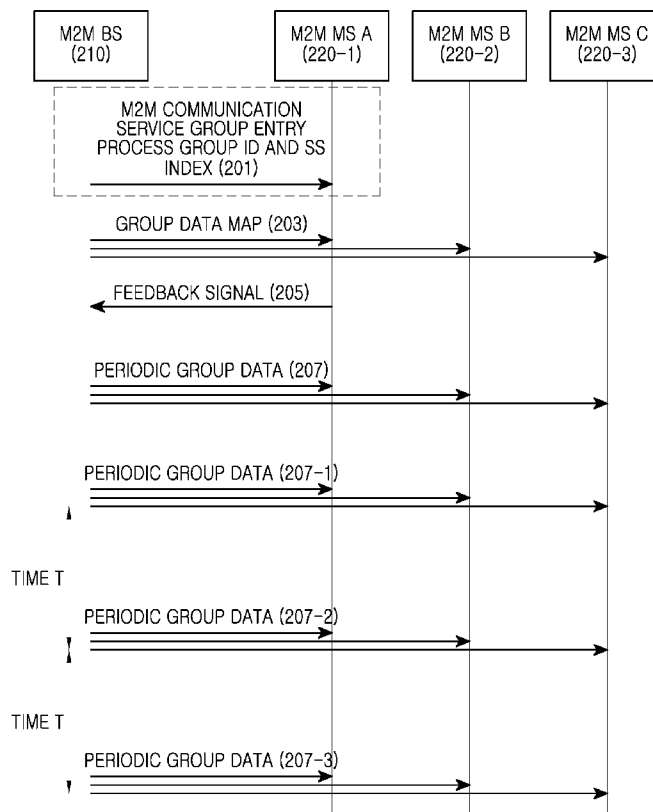 M2M BS
(210)
M2M MS A
(220-1)
M2M MS B
(220-2)
M2M MS C
(220-3)
M2M COMMUNICATION
SERVICE GROUP ENTRY
PROCESS GROUP ID AND SS
INDEX (201)
GROUP DATA MAP (203)
FEEDBACK SIGNAL (205)
PERIODIC GROUP DATA (207)
PERIODIC GROUP DATA (207-1)
TIME T
PERIODIC GROUP DATA (207-2)
TIME T
PERIODIC GROUP DATA (207-3)